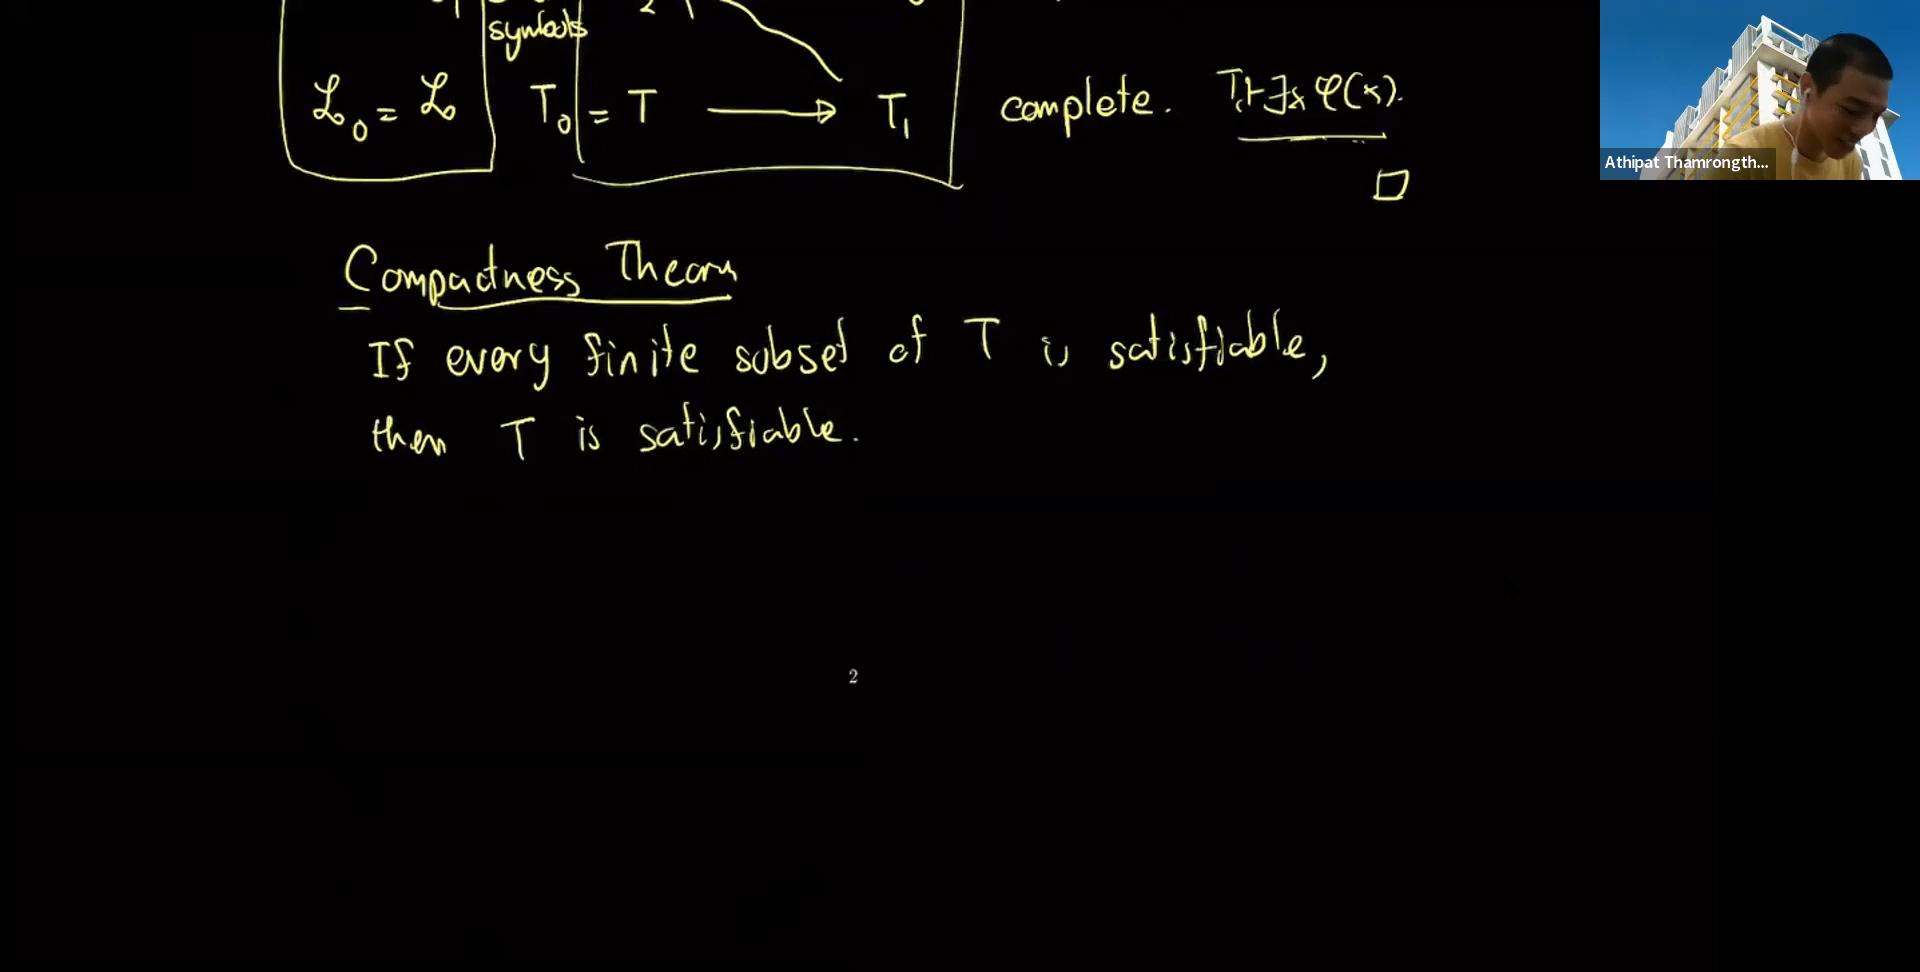 symbols
ℒ₀ = ℒ T₀ = T → T₁ complete. T₁⊢∃xφ(x).
Athipat Thamrongth...
Compactness Theorem
If every finite subset of T is satisfiable,
then T is satisfiable.
2